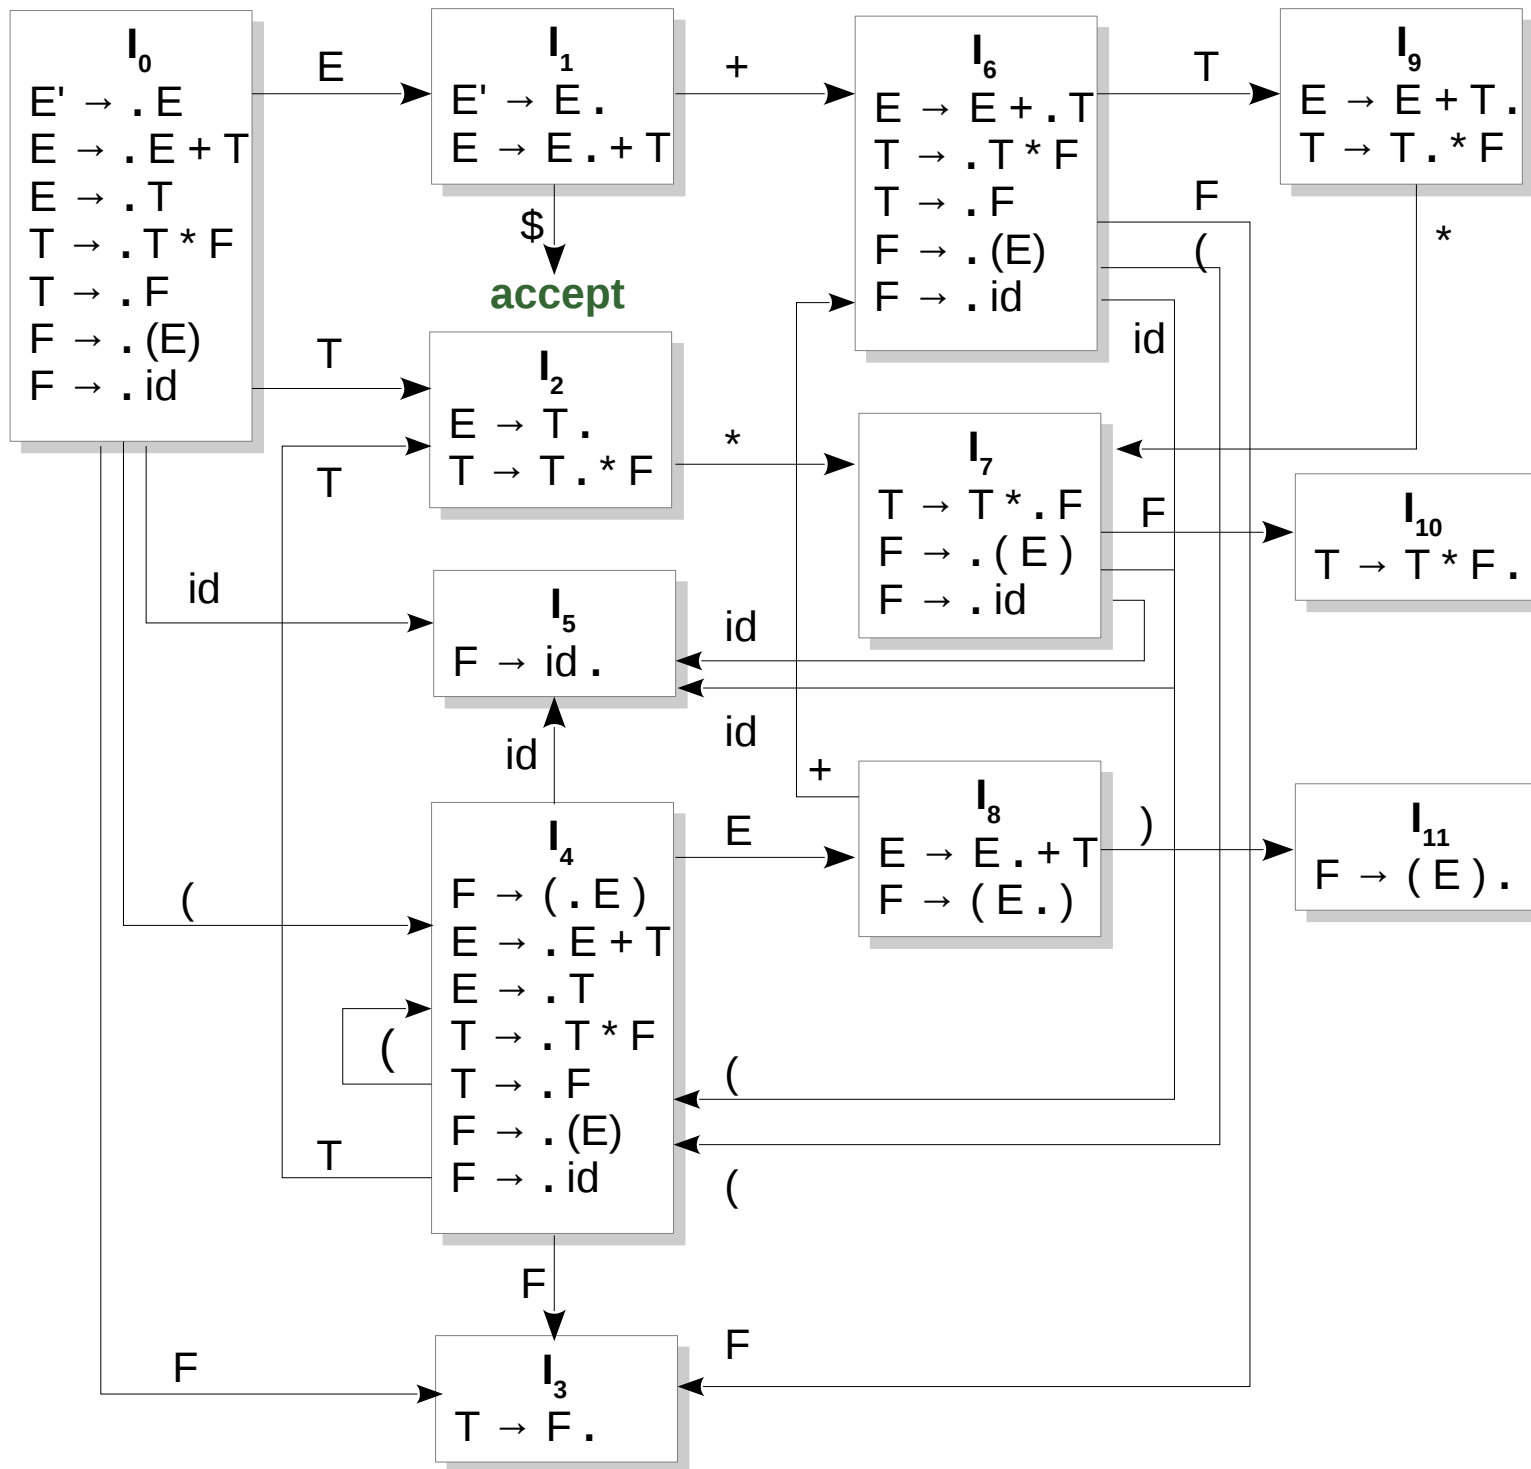 I0
E' → . E
E → . E + T
E → . T
T → . T * F
T → . F
F → . (E)
F → . id
E
I1
E' → E .
E → E . + T
$
accept
+
I6
E → E + . T
T → . T * F
T → . F
F → . (E)
F → . id
T
I9
E → E + T .
T → T . * F
F
(
id
*
T
I2
E → T .
T → T . * F
T
*
I7
T → T * . F
F → . ( E )
F → . id
F
I10
T → T * F .
id
I5
F → id .
id
id
id
+
I8
E → E . + T
F → ( E . )
)
I11
F → ( E ) .
E
I4
F → ( . E )
E → . E + T
E → . T
T → . T * F
T → . F
F → . (E)
F → . id
(
(
T
(
(
F
F
I3
T → F .
F